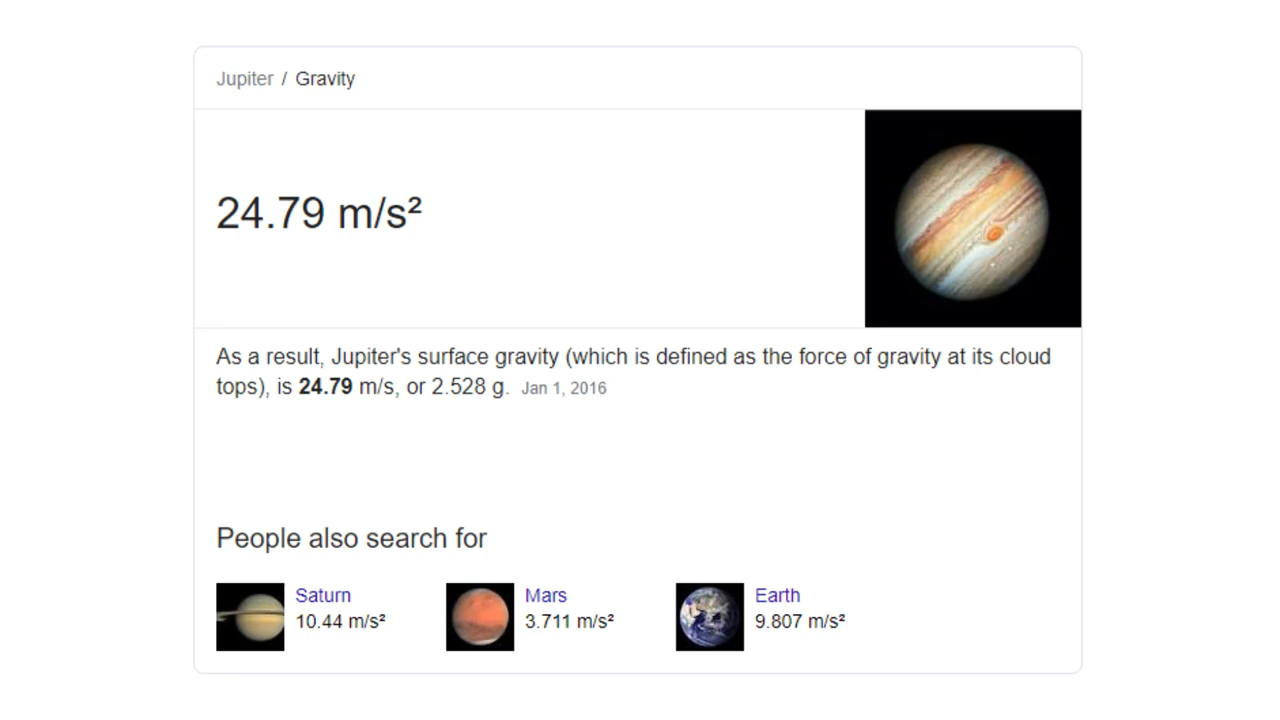 Jupiter / Gravity
24.79 m/s²
As a result, Jupiter's surface gravity (which is defined as the force of gravity at its cloud
tops), is 24.79 m/s, or 2.528 g. Jan 1, 2016
People also search for
Saturn Mars Earth
10.44 m/s² 3.711 m/s² 9.807 m/s²